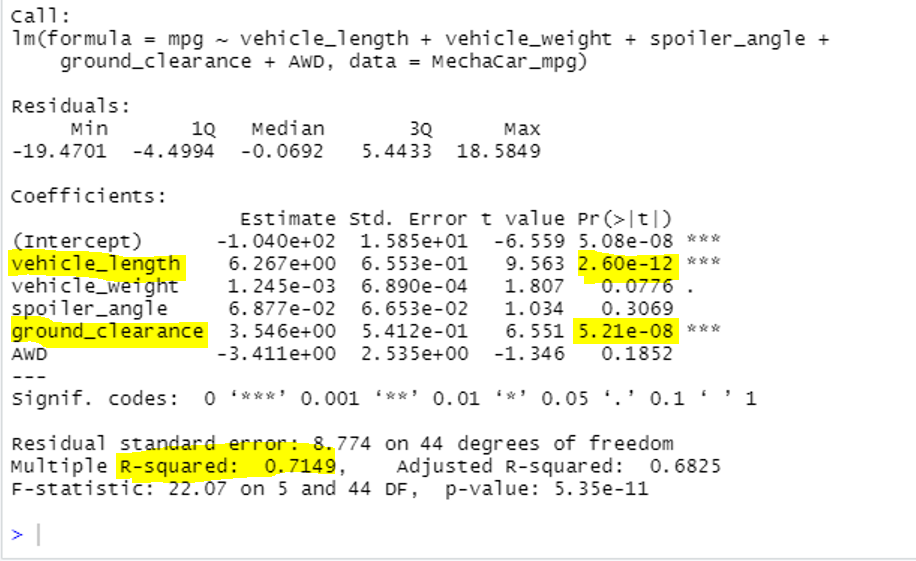 Call:
lm(formula = mpg ~ vehicle_length + vehicle_weight + spoiler_angle +
    ground_clearance + AWD, data = MechaCar_mpg)
Residuals:
     Min       1Q   Median       3Q      Max
-19.4701  -4.4994  -0.0692   5.4433  18.5849
Coefficients:
                   Estimate Std. Error t value Pr(>|t|)
(Intercept)      -1.040e+02  1.585e+01  -6.559 5.08e-08 ***
vehicle_length    6.267e+00  6.553e-01   9.563 2.60e-12 ***
vehicle_weight    1.245e-03  6.890e-04   1.807   0.0776 .
spoiler_angle     6.877e-02  6.653e-02   1.034   0.3069
ground_clearance  3.546e+00  5.412e-01   6.551 5.21e-08 ***
AWD              -3.411e+00  2.535e+00  -1.346   0.1852
---
Signif. codes:  0 ‘***’ 0.001 ‘**’ 0.01 ‘*’ 0.05 ‘.’ 0.1 ‘ ’ 1
Residual standard error: 8.774 on 44 degrees of freedom
Multiple R-squared:  0.7149,    Adjusted R-squared:  0.6825
F-statistic: 22.07 on 5 and 44 DF,  p-value: 5.35e-11
>